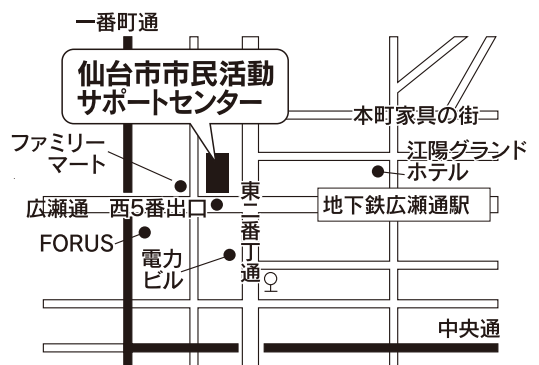 一番町通
仙台市市民活動
サポートセンター
本町家具の街
ファミリー
マート
江陽グランド
ホテル
広瀬通
西5番出口
東二番丁通
地下鉄広瀬通駅
FORUS
電力
ビル
中央通